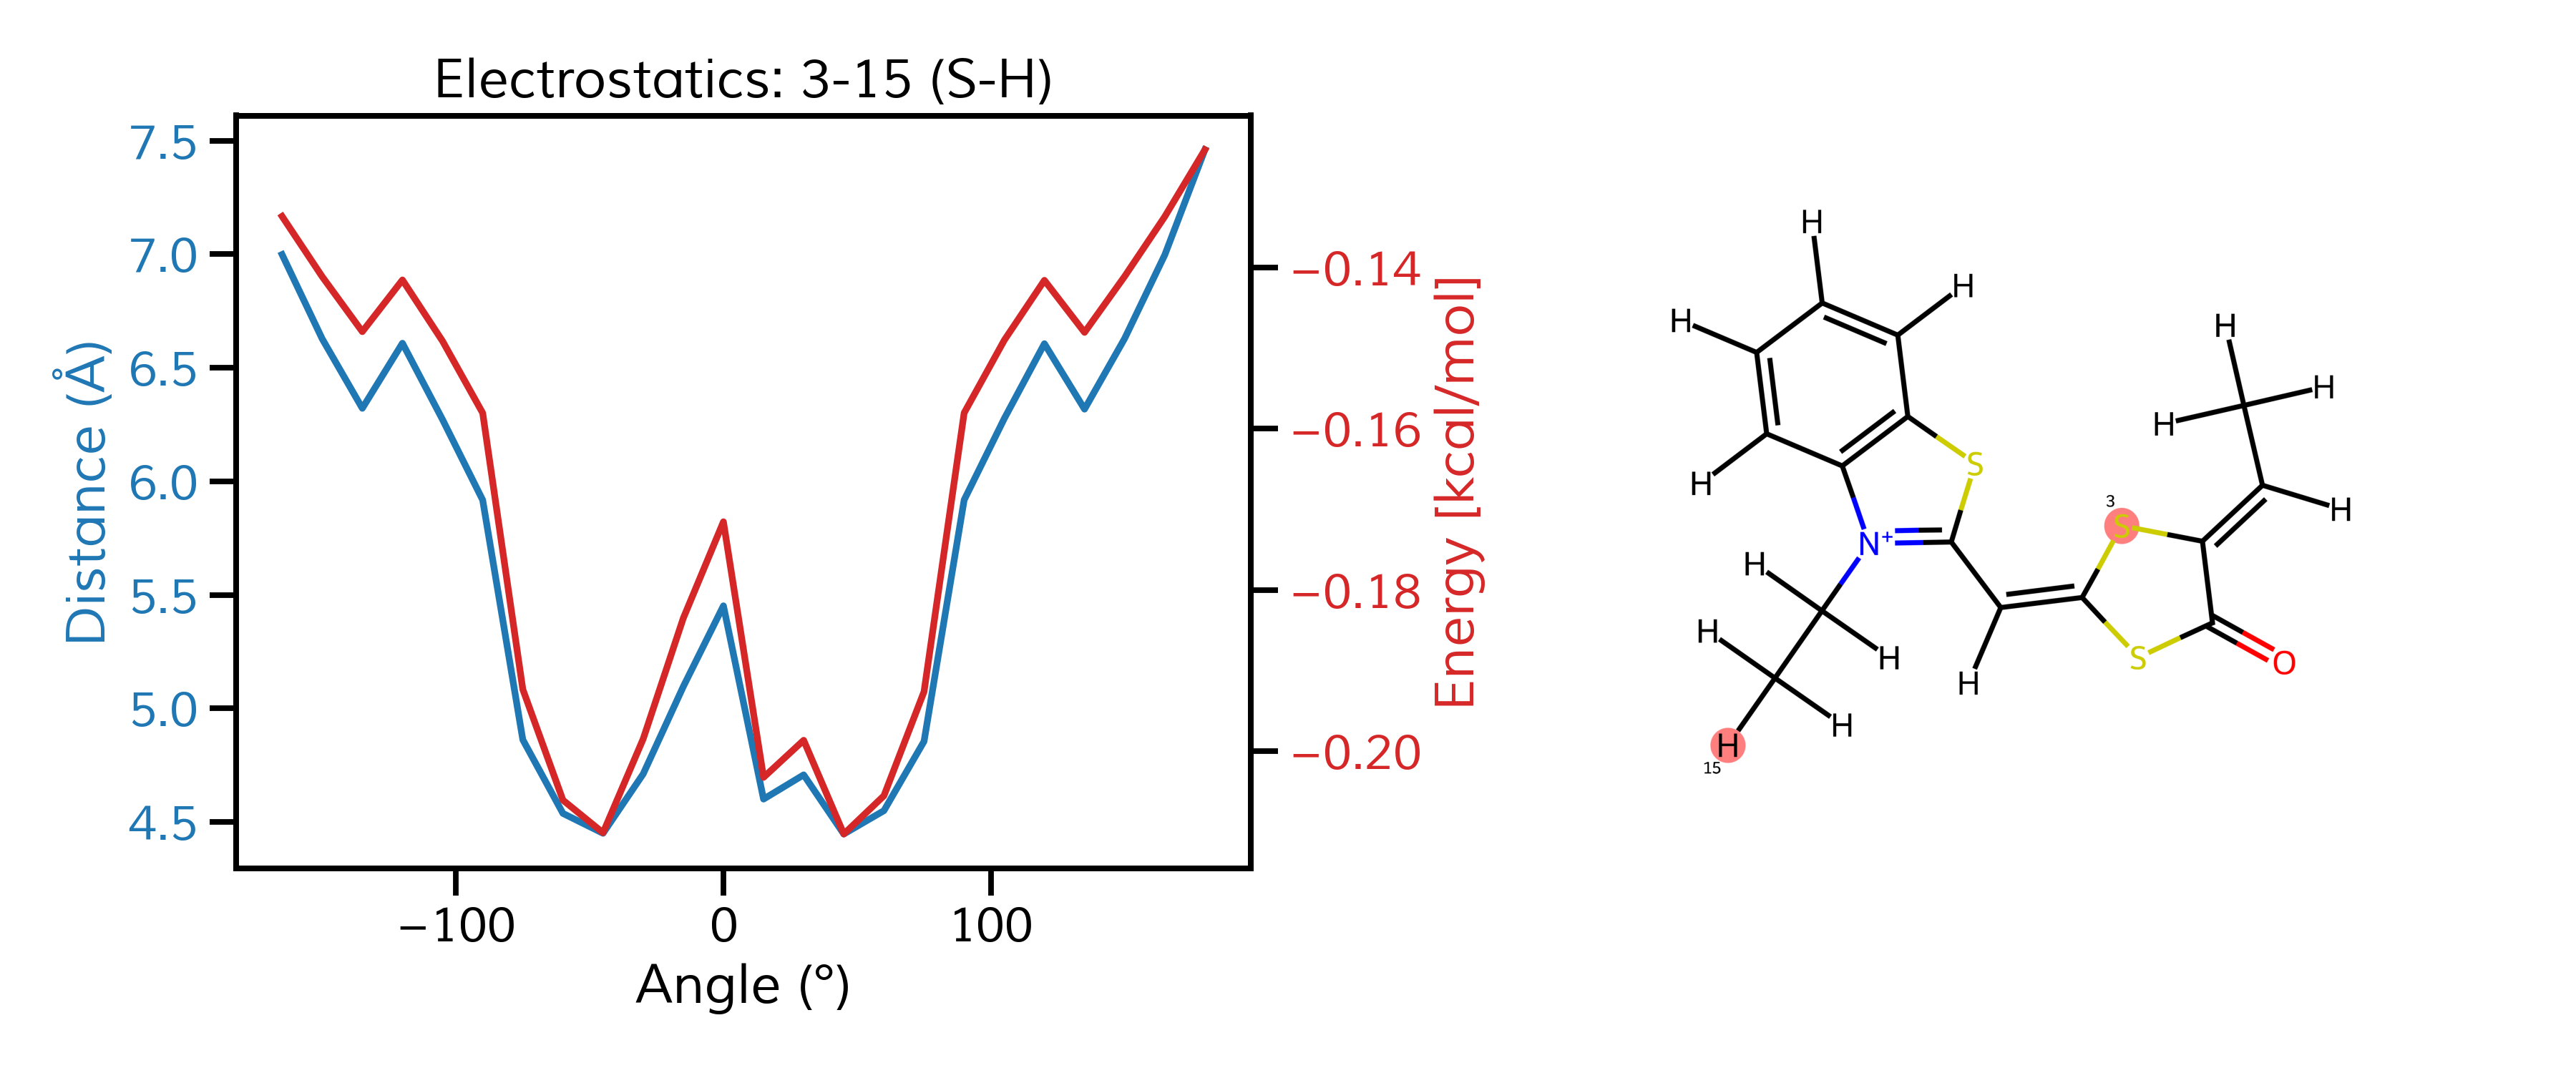 Electrostatics: 3-15 (S-H)
7.5
7.0
6.5
6.0
5.5
5.0
4.5
Distance (Å)
−0.14
−0.16
−0.18
−0.20
Energy [kcal/mol]
−100 0 100
Angle (°)
H
H
H
H
H
H
H
S
H
3
S
N+
H
H
H
S
O
H
H
H
15